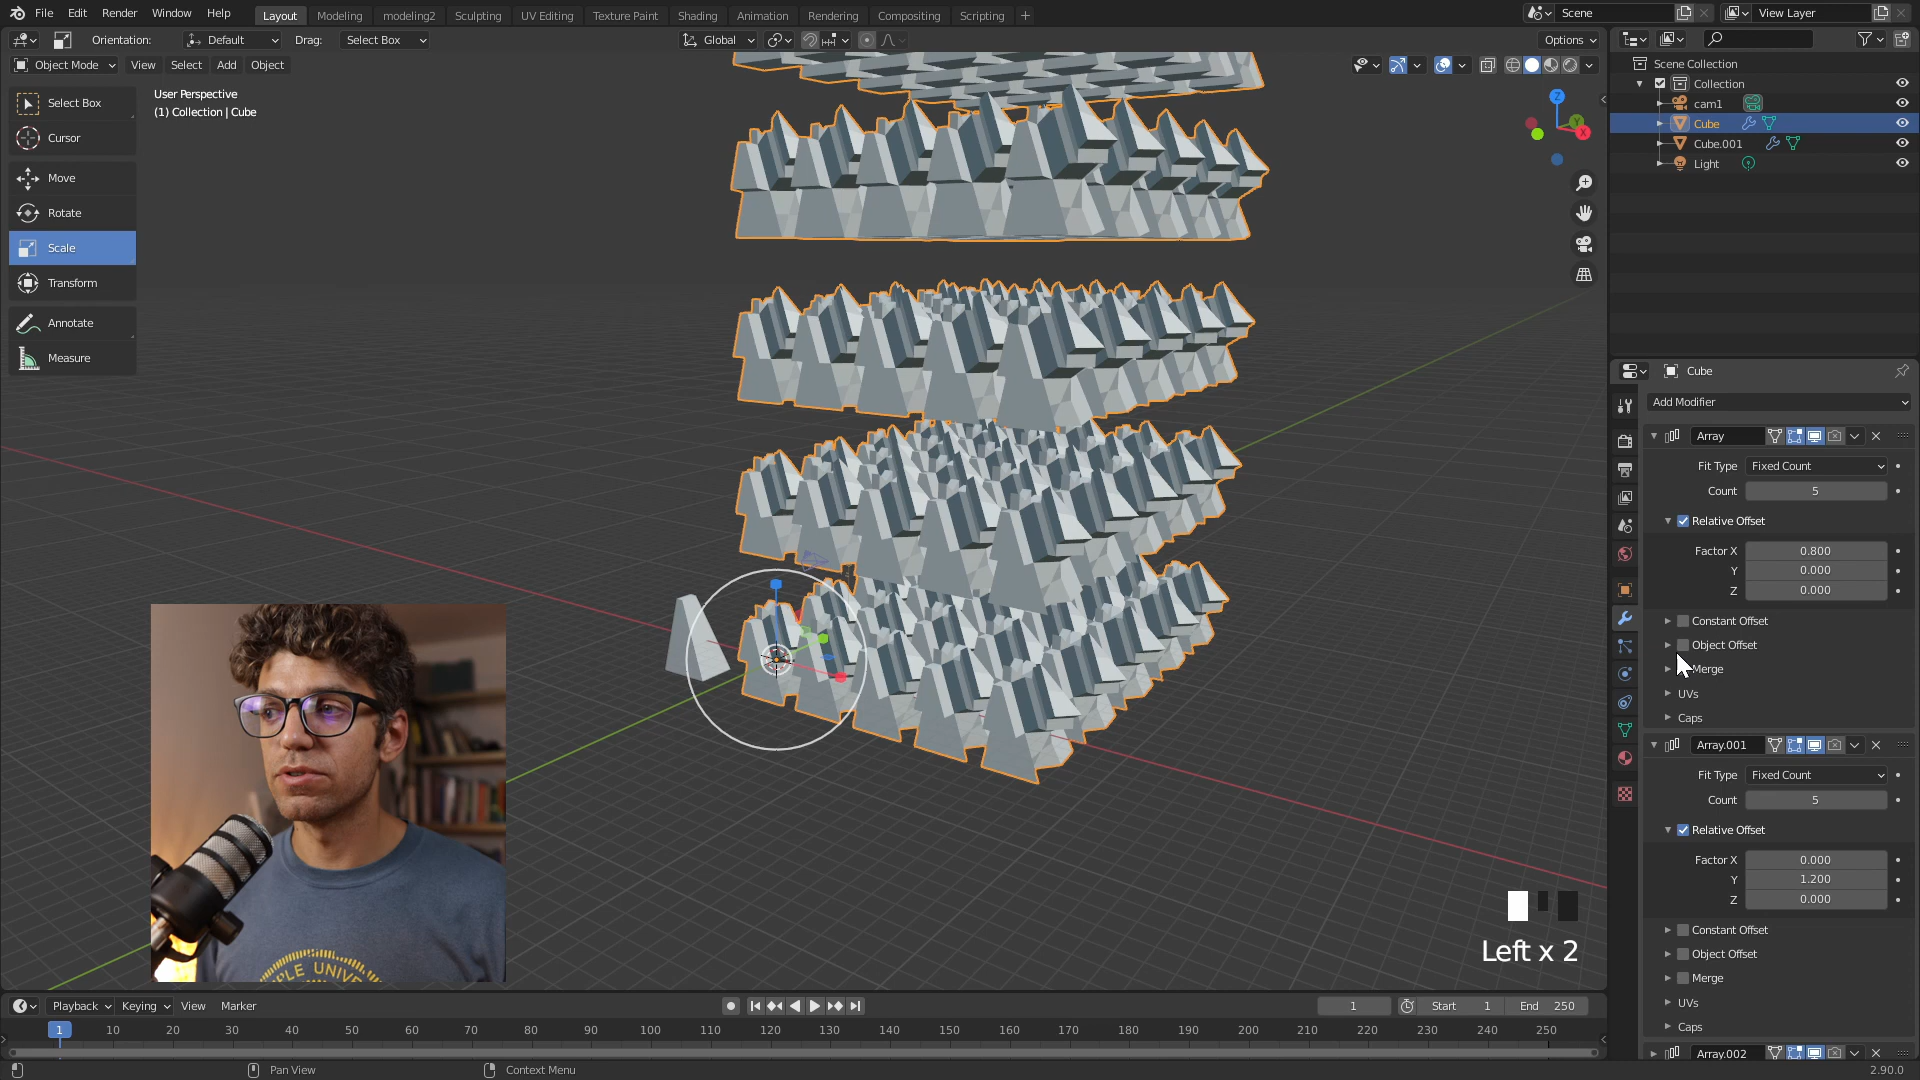 File Edit Render Window Help
Layout Modeling modeling2 Sculpting UV Editing Texture Paint Shading Animation Rendering Compositing Scripting +
Scene View Layer
Orientation: Default Drag: Select Box Global Options
Object Mode View Select Add Object
User Perspective
(1) Collection | Cube
Select Box
Cursor
Move
Rotate
Scale
Transform
Annotate
Measure
Z
Y
X
Scene Collection
Collection
cam1
Cube
Cube.001
Light
Cube
Add Modifier
Array
Fit Type Fixed Count
Count 5
Relative Offset
Factor X 0.800
Y 0.000
Z 0.000
Constant Offset
Object Offset
Merge
UVs
Caps
Array.001
Fit Type Fixed Count
Count 5
Relative Offset
Factor X 0.000
Y 1.200
Z 0.000
Constant Offset
Object Offset
Merge
UVs
Caps
Array.002
Left x 2
Playback Keying View Marker 1 Start 1 End 250
1 10 20 30 40 50 60 70 80 90 100 110 120 130 140 150 160 170 180 190 200 210 220 230 240 250
Pan View Context Menu 2.90.0